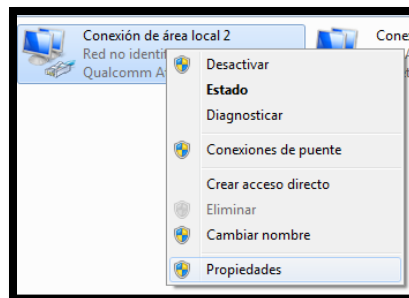 Conexión de área local 2
Red no identif
Qualcomm A
Cone
Desactivar
Estado
Diagnosticar
Conexiones de puente
Crear acceso directo
Eliminar
Cambiar nombre
Propiedades